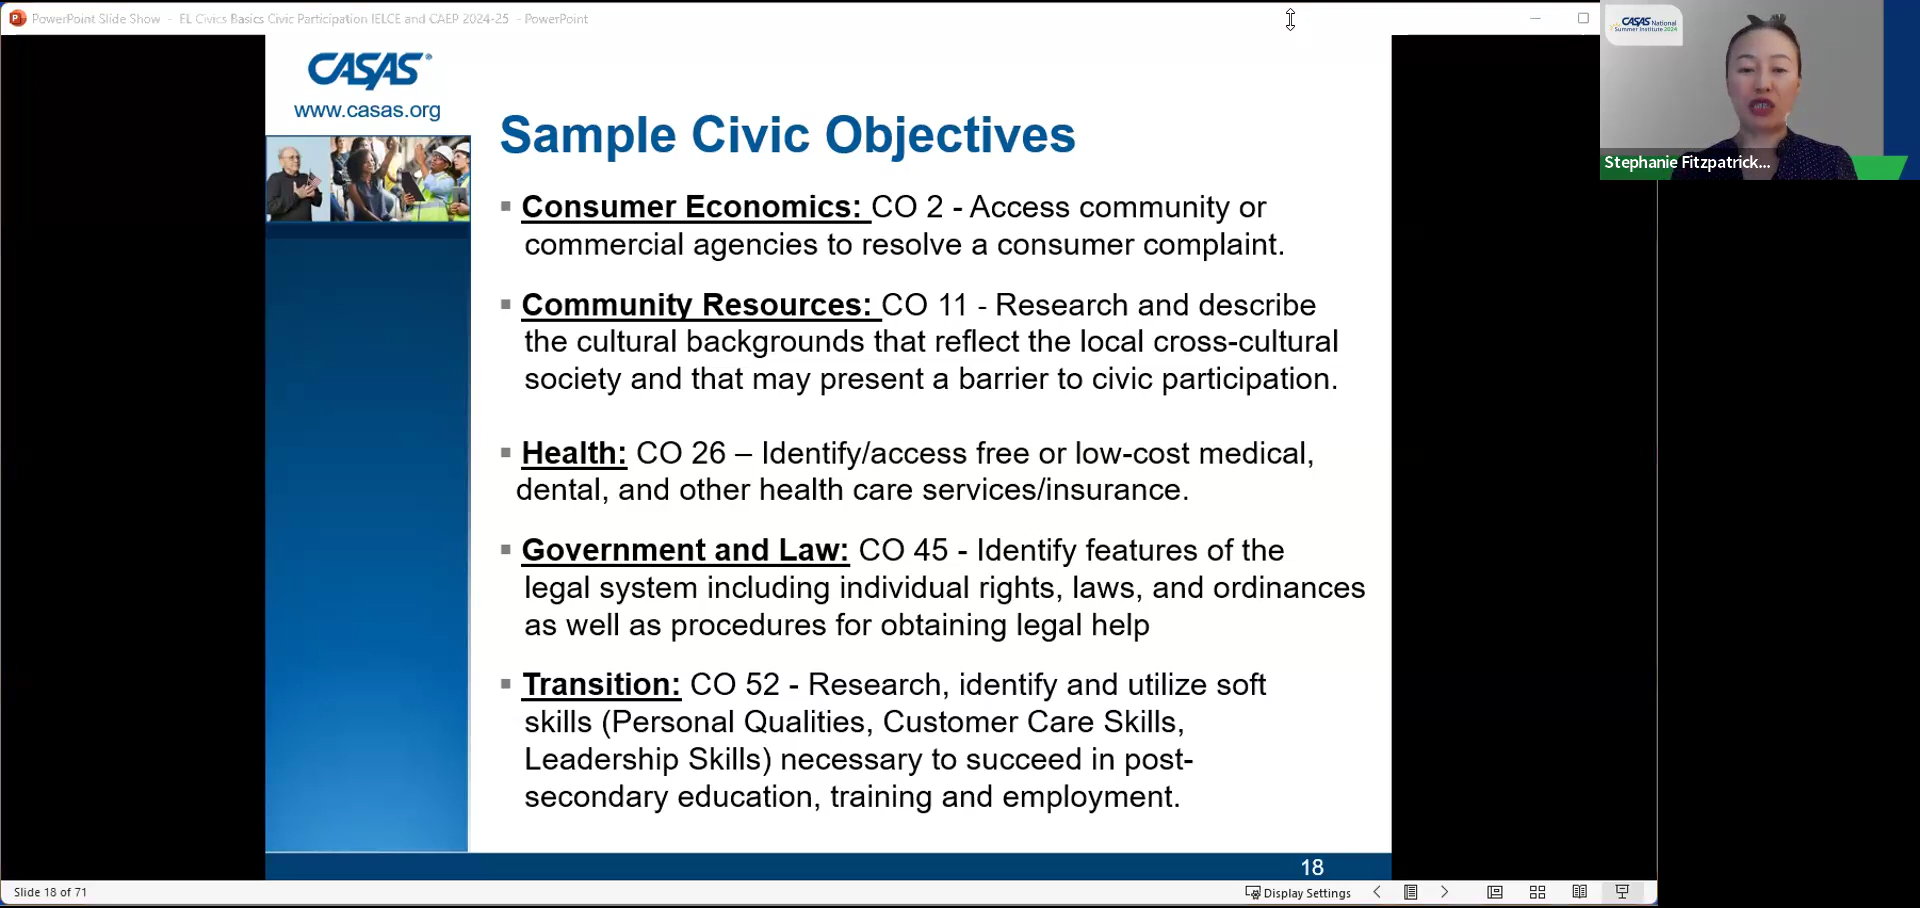 PowerPoint Slide Show - FL Civics Basics Civic Participation IELCE and CAEP 2024-25 - PowerPoint
CASAS National
Summer Institute 2024
Stephanie Fitzpatrick...
CASAS®
www.casas.org
Sample Civic Objectives
▪ Consumer Economics: CO 2 - Access community or
commercial agencies to resolve a consumer complaint.
▪ Community Resources: CO 11 - Research and describe
the cultural backgrounds that reflect the local cross-cultural
society and that may present a barrier to civic participation.
▪ Health: CO 26 – Identify/access free or low-cost medical,
dental, and other health care services/insurance.
▪ Government and Law: CO 45 - Identify features of the
legal system including individual rights, laws, and ordinances
as well as procedures for obtaining legal help
▪ Transition: CO 52 - Research, identify and utilize soft
skills (Personal Qualities, Customer Care Skills,
Leadership Skills) necessary to succeed in post-
secondary education, training and employment.
18
Slide 18 of 71
Display Settings